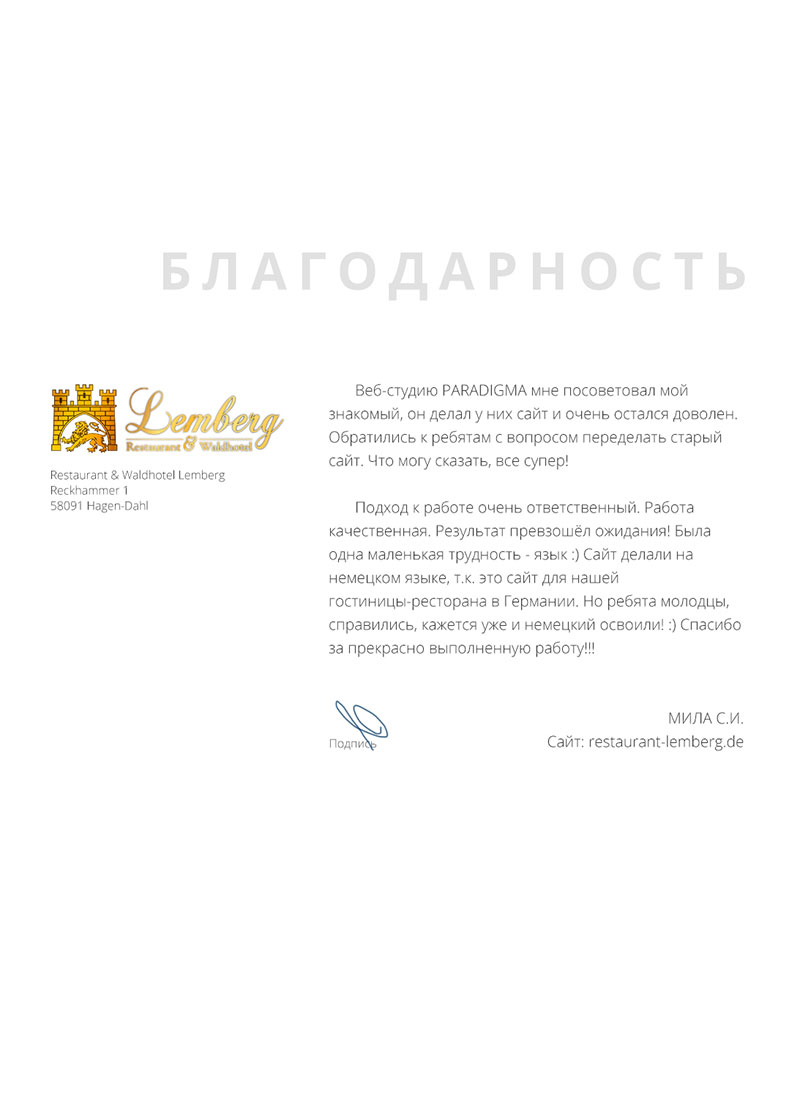 БЛАГОДАРНОСТЬ
Lemberg
Restaurant & Waldhotel
Restaurant & Waldhotel Lemberg
Reckhammer 1
58091 Hagen-Dahl
Веб-студию PARADIGMA мне посоветовал мой
знакомый, он делал у них сайт и очень остался доволен.
Обратились к ребятам с вопросом переделать старый
сайт. Что могу сказать, все супер!
Подход к работе очень ответственный. Работа
качественная. Результат превзошёл ожидания! Была
одна маленькая трудность - язык :) Сайт делали на
немецком языке, т.к. это сайт для нашей
гостиницы-ресторана в Германии. Но ребята молодцы,
справились, кажется уже и немецкий освоили! :) Спасибо
за прекрасно выполненную работу!!!
Подпись
МИЛА С.И.
Сайт: restaurant-lemberg.de